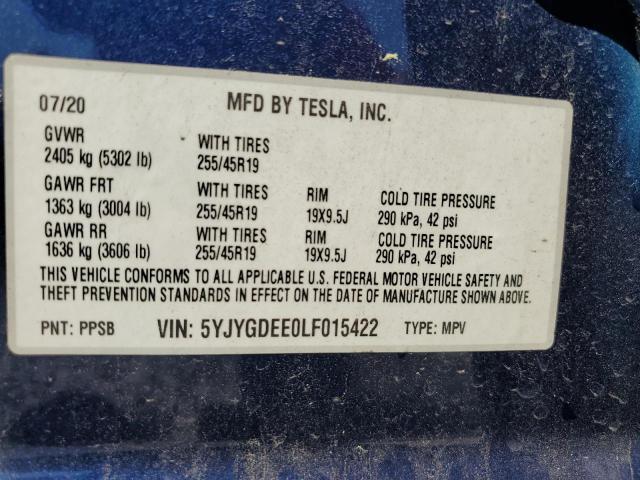 07/20 MFD BY TESLA, INC.
GVWR WITH TIRES
2405 kg (5302 lb) 255/45R19
GAWR FRT WITH TIRES RIM COLD TIRE PRESSURE
1363 kg (3004 lb) 255/45R19 19X9.5J 290 kPa, 42 psi
GAWR RR WITH TIRES RIM COLD TIRE PRESSURE
1636 kg (3606 lb) 255/45R19 19X9.5J 290 kPa, 42 psi
THIS VEHICLE CONFORMS TO ALL APPLICABLE U.S. FEDERAL MOTOR VEHICLE SAFETY AND
THEFT PREVENTION STANDARDS IN EFFECT ON THE DATE OF MANUFACTURE SHOWN ABOVE.
PNT: PPSB VIN: 5YJYGDEE0LF015422 TYPE: MPV